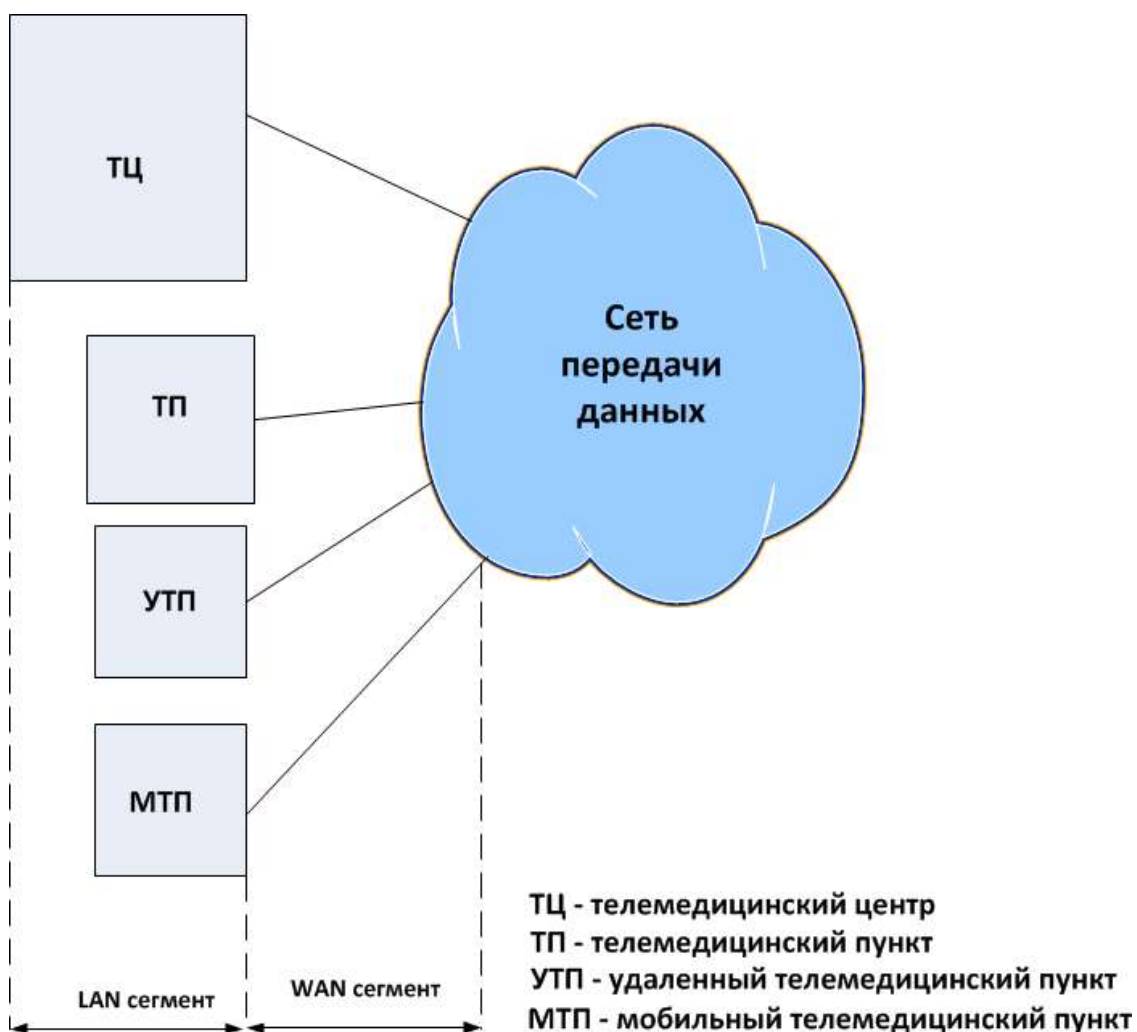 ТЦ
Сеть
передачи
данных
ТП
УТП
МТП
ТЦ - телемедицинский центр
ТП - телемедицинский пункт
УТП - удаленный телемедицинский пункт
МТП - мобильный телемедицинский пункт
LAN сегмент
WAN сегмент